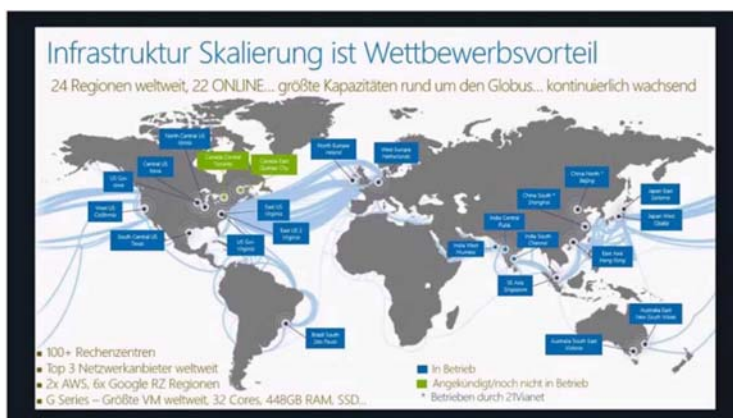 Infrastruktur Skalierung ist Wettbewerbsvorteil
24 Regionen weltweit, 22 ONLINE... größte Kapazitäten rund um den Globus... kontinuierlich wachsend
North Central US
Illinois
Central US
Iowa
US Gov
Iowa
West US
California
South Central US
Texas
Canada Central
Toronto
Canada East
Quebec City
East US
Virginia
East US 2
Virginia
US Gov
Virginia
Brazil South
Sao Paulo
North Europe
Ireland
West Europe
Netherlands
India West
Mumbai
India Central
Pune
India South
Chennai
SE Asia
Singapore
China South *
Shanghai
China North *
Beijing
East Asia
Hong Kong
Japan East
Saitama
Japan West
Osaka
Australia East
New South Wales
Australia South East
Victoria
100+ Rechenzentren
Top 3 Netzwerkanbieter weltweit
2x AWS, 6x Google RZ Regionen
G Series – Größte VM weltweit, 32 Cores, 448GB RAM, SSD...
In Betrieb
Angekündigt/noch nicht in Betrieb
* Betrieben durch 21Vianet